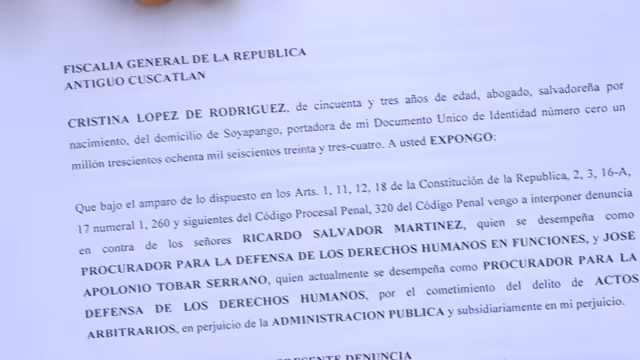 FISCALIA GENERAL DE LA REPUBLICA
ANTIGUO CUSCATLAN
CRISTINA LOPEZ DE RODRIGUEZ, de cincuenta y tres años de edad, abogado, salvadoreña por
nacimiento, del domicilio de Soyapango, portadora de mi Documento Unico de Identidad número cero un
millón trescientos ochenta mil seiscientos treinta y tres-cuatro. A usted EXPONGO:
Que bajo el amparo de lo dispuesto en los Arts. 1, 11, 12, 18 de la Constitución de la Republica, 2, 3, 16-A,
17 numeral 1, 260 y siguientes del Código Procesal Penal, 320 del Código Penal vengo a interponer denuncia
en contra de los señores RICARDO SALVADOR MARTINEZ, quien se desempeña como
PROCURADOR PARA LA DEFENSA DE LOS DERECHOS HUMANOS EN FUNCIONES, y JOSE
APOLONIO TOBAR SERRANO, quien actualmente se desempeña como PROCURADOR PARA LA
DEFENSA DE LOS DERECHOS HUMANOS, por el cometimiento del delito de ACTOS
ARBITRARIOS, en perjuicio de la ADMINISTRACION PUBLICA y subsidiariamente en mi perjuicio.
PRESENTE DENUNCIA